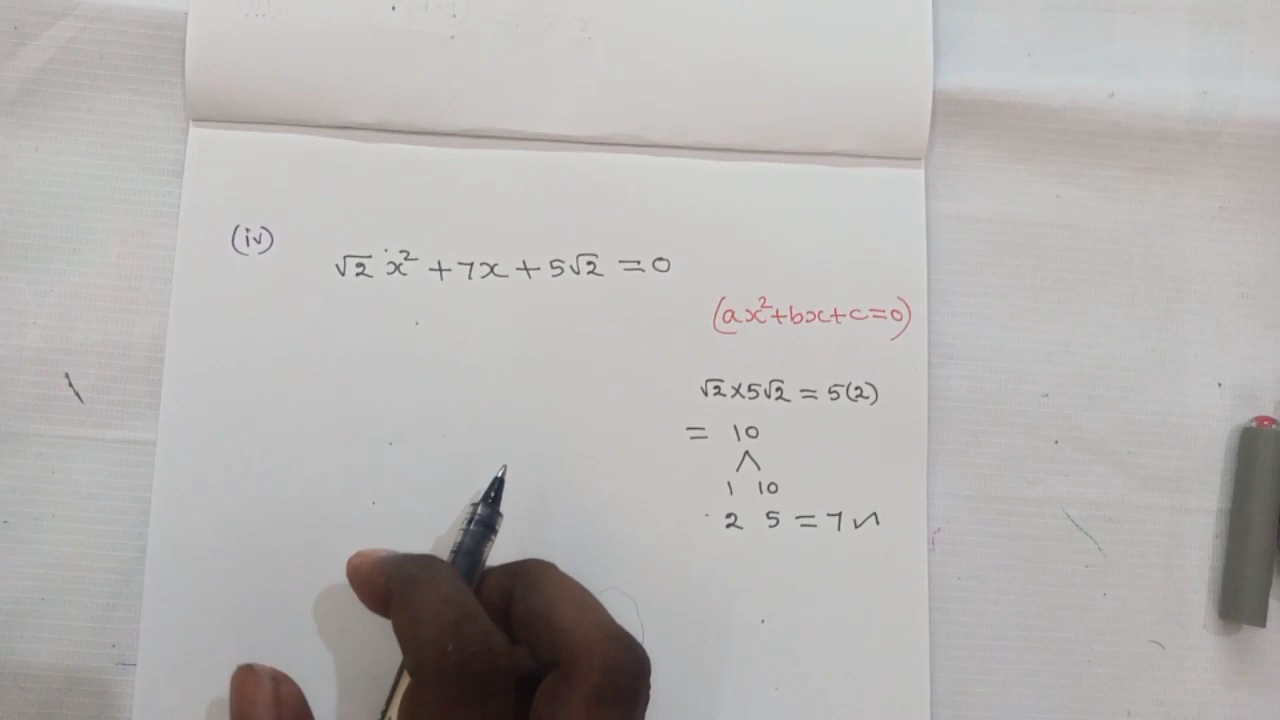 (iv)
√2 x² + 7x + 5√2 = 0
(ax²+bx+c=0)
√2×5√2 = 5(2)
= 10
∧
1 10
2 5 = 7